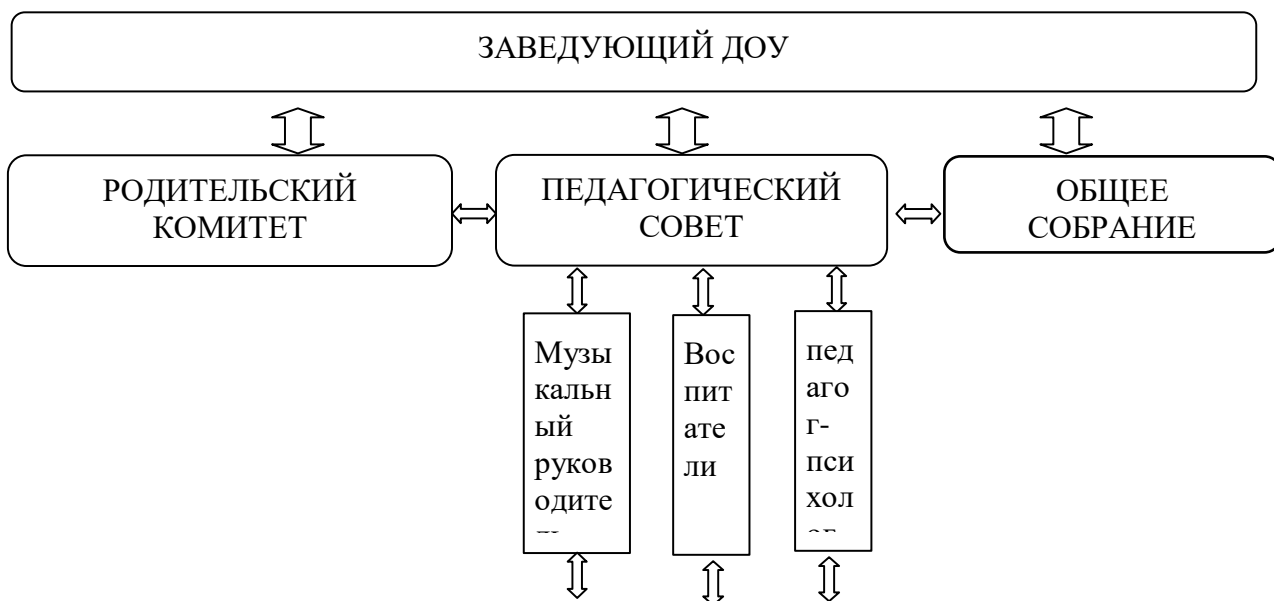 ЗАВЕДУЮЩИЙ ДОУ
РОДИТЕЛЬСКИЙ
КОМИТЕТ
ПЕДАГОГИЧЕСКИЙ
СОВЕТ
ОБЩЕЕ
СОБРАНИЕ
Музы
кальн
ый
руков
одите
Вос
пит
ате
ли
пед
аго
г-
пси
хол